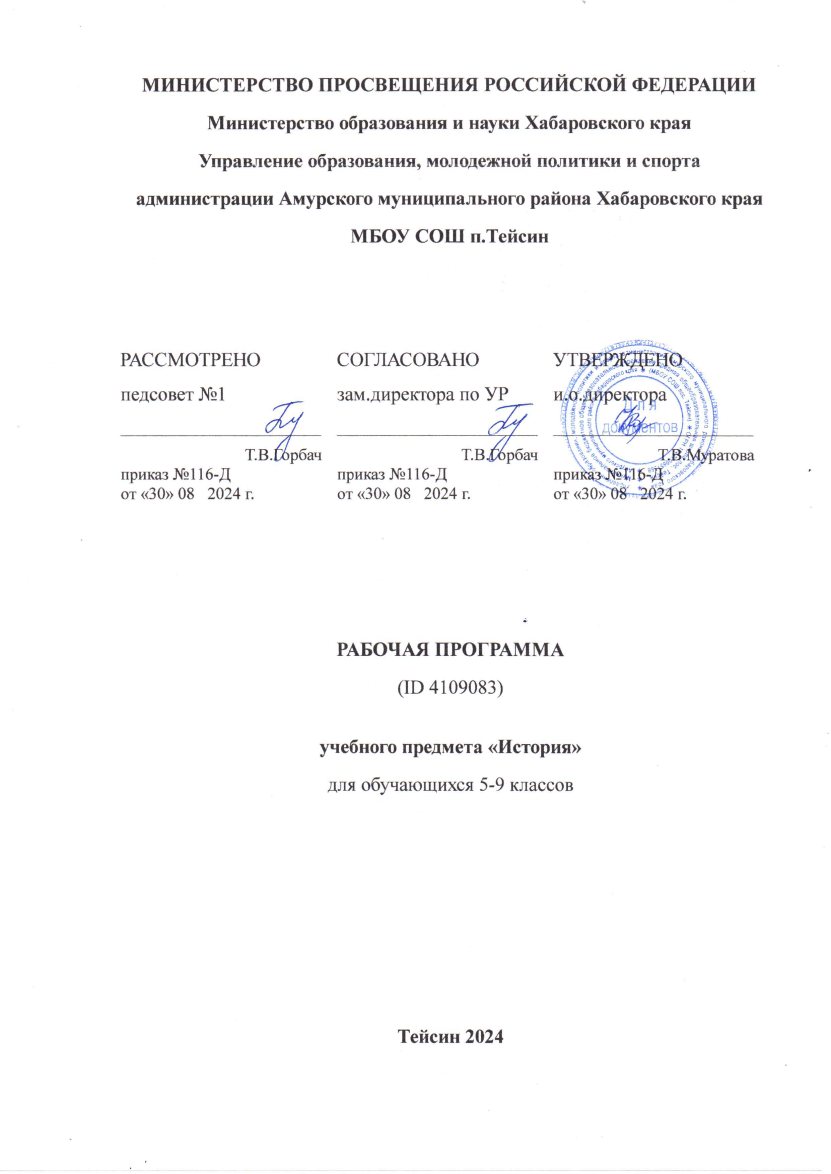 МИНИСТЕРСТВО ПРОСВЕЩЕНИЯ РОССИЙСКОЙ ФЕДЕРАЦИИ
Министерство образования и науки Хабаровского края
Управление образования, молодежной политики и спорта
администрации Амурского муниципального района Хабаровского края
МБОУ СОШ п.Тейсин
РАССМОТРЕНО
педсовет №1
Т.В.Горбач
приказ №116-Д
от «30» 08 2024 г.
СОГЛАСОВАНО
зам.директора по УР
Т.В.Горбач
приказ №116-Д
от «30» 08 2024 г.
УТВЕРЖДЕНО
и.о.директора
Т.В.Муратова
приказ №116-Д
от «30» 08 2024 г.
Для
ДОКУМЕНТОВ
РАБОЧАЯ ПРОГРАММА
(ID 4109083)
учебного предмета «История»
для обучающихся 5-9 классов
Тейсин 2024